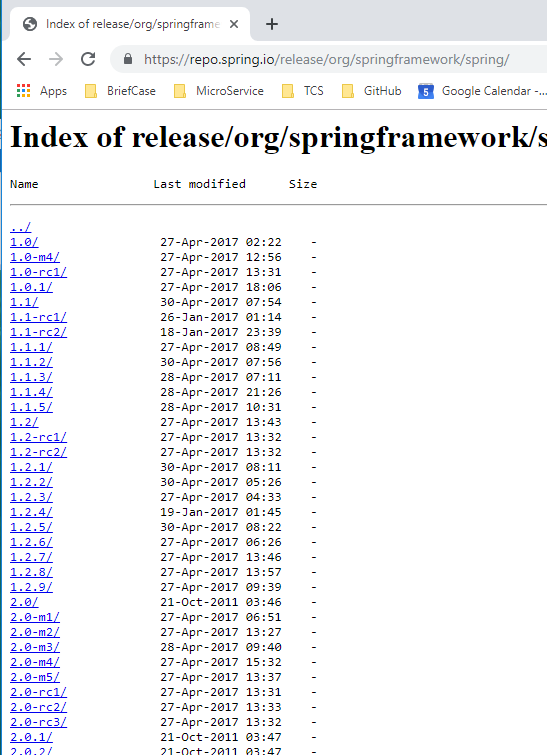 Index of release/org/springframew
https://repo.spring.io/release/org/springframework/spring/
Apps BriefCase MicroService TCS GitHub 5 Google Calendar -...
Index of release/org/springframework/s
Name Last modified Size
../
1.0/ 27-Apr-2017 02:22 -
1.0-m4/ 27-Apr-2017 12:56 -
1.0-rc1/ 27-Apr-2017 13:31 -
1.0.1/ 27-Apr-2017 18:06 -
1.1/ 30-Apr-2017 07:54 -
1.1-rc1/ 26-Jan-2017 01:14 -
1.1-rc2/ 18-Jan-2017 23:39 -
1.1.1/ 27-Apr-2017 08:49 -
1.1.2/ 30-Apr-2017 07:56 -
1.1.3/ 28-Apr-2017 07:11 -
1.1.4/ 28-Apr-2017 21:26 -
1.1.5/ 28-Apr-2017 10:31 -
1.2/ 27-Apr-2017 13:43 -
1.2-rc1/ 27-Apr-2017 13:32 -
1.2-rc2/ 27-Apr-2017 13:32 -
1.2.1/ 30-Apr-2017 08:11 -
1.2.2/ 30-Apr-2017 05:26 -
1.2.3/ 27-Apr-2017 04:33 -
1.2.4/ 19-Jan-2017 01:45 -
1.2.5/ 30-Apr-2017 08:22 -
1.2.6/ 27-Apr-2017 06:26 -
1.2.7/ 27-Apr-2017 13:46 -
1.2.8/ 27-Apr-2017 13:57 -
1.2.9/ 27-Apr-2017 09:39 -
2.0/ 21-Oct-2011 03:46 -
2.0-m1/ 27-Apr-2017 06:51 -
2.0-m2/ 27-Apr-2017 13:27 -
2.0-m3/ 28-Apr-2017 09:40 -
2.0-m4/ 27-Apr-2017 15:32 -
2.0-m5/ 27-Apr-2017 13:37 -
2.0-rc1/ 27-Apr-2017 13:31 -
2.0-rc2/ 27-Apr-2017 13:33 -
2.0-rc3/ 27-Apr-2017 13:32 -
2.0.1/ 21-Oct-2011 03:47 -
2.0.2/ 21-Oct-2011 03:47 -